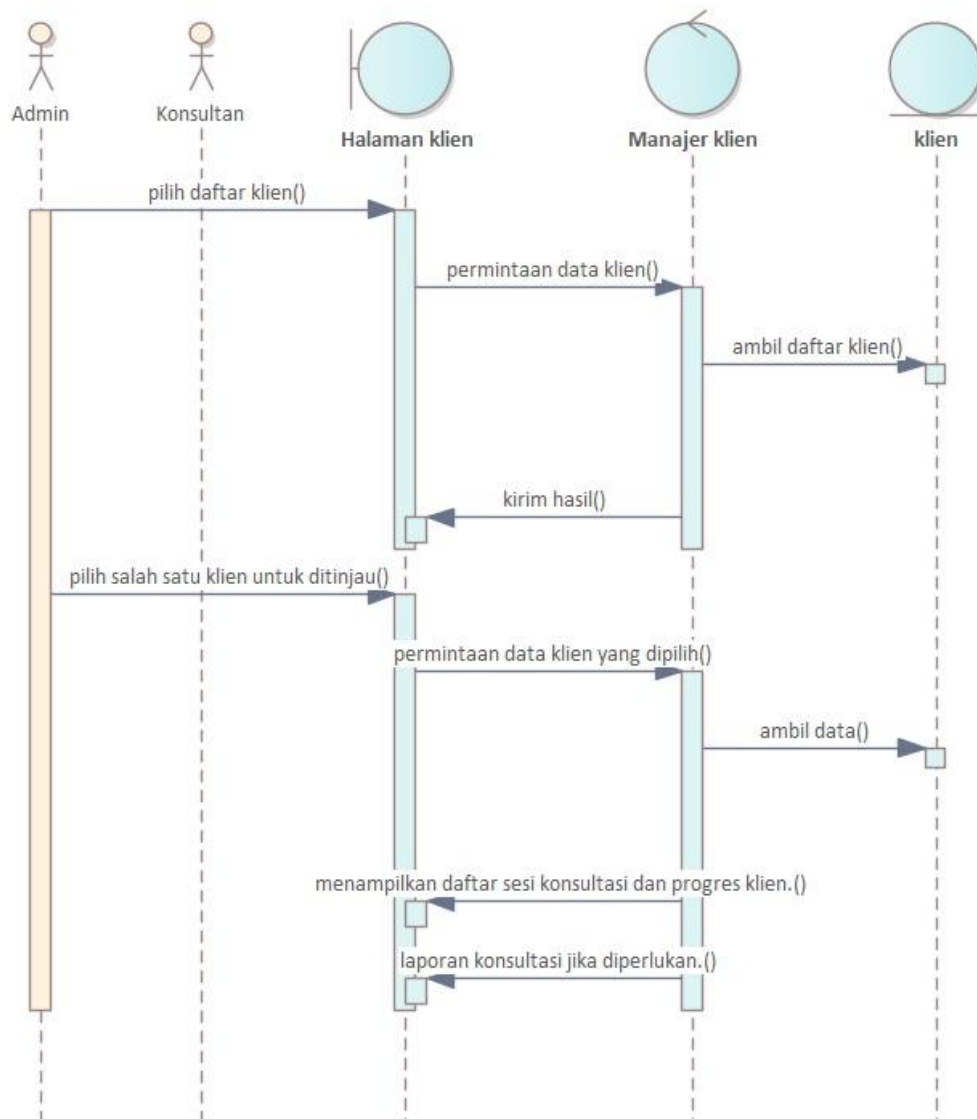 Admin
Konsultan
Halaman klien
Manajer klien
klien
pilih daftar klien()
permintaan data klien()
ambil daftar klien()
kirim hasil()
pilih salah satu klien untuk ditinjau()
permintaan data klien yang dipilih()
ambil data()
menampilkan daftar sesi konsultasi dan progres klien.()
laporan konsultasi jika diperlukan.()